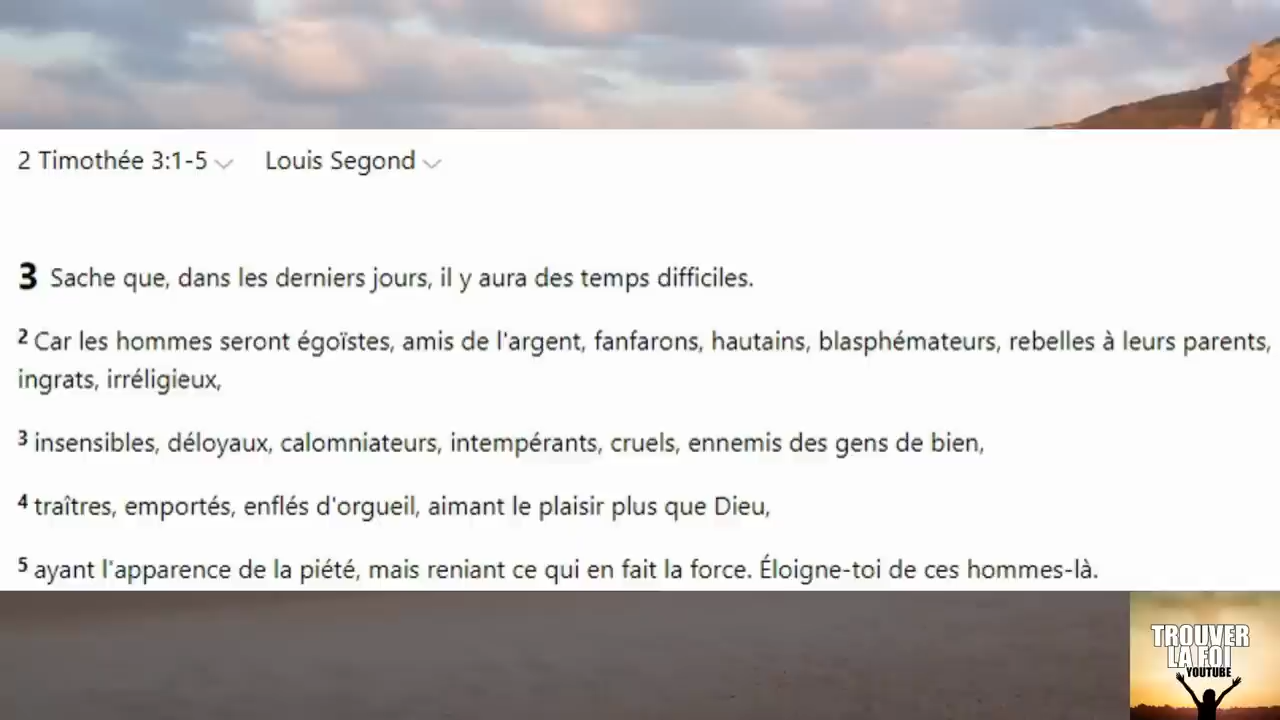 2 Timothée 3:1-5 Louis Segond
3 Sache que, dans les derniers jours, il y aura des temps difficiles.
2 Car les hommes seront égoïstes, amis de l'argent, fanfarons, hautains, blasphémateurs, rebelles à leurs parents,
ingrats, irréligieux,
3 insensibles, déloyaux, calomniateurs, intempérants, cruels, ennemis des gens de bien,
4 traîtres, emportés, enflés d'orgueil, aimant le plaisir plus que Dieu,
5 ayant l'apparence de la piété, mais reniant ce qui en fait la force. Éloigne-toi de ces hommes-là.
TROUVER
LA FOI
YOUTUBE